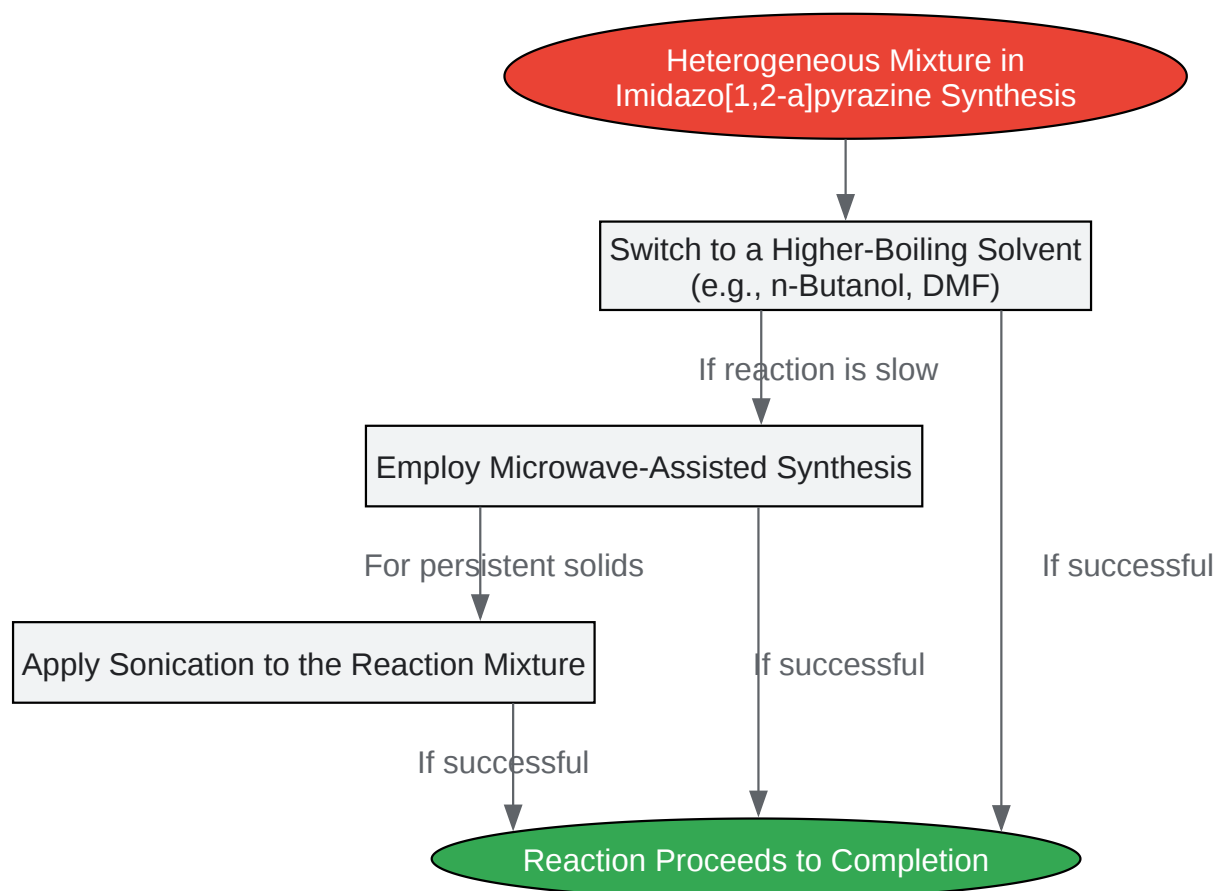 Heterogeneous Mixture in
Imidazo[1,2-a]pyrazine Synthesis
Switch to a Higher-Boiling Solvent
(e.g., n-Butanol, DMF)
If reaction is slow
Employ Microwave-Assisted Synthesis
For persistent solids
If successful
Apply Sonication to the Reaction Mixture
If successful
If successful
Reaction Proceeds to Completion